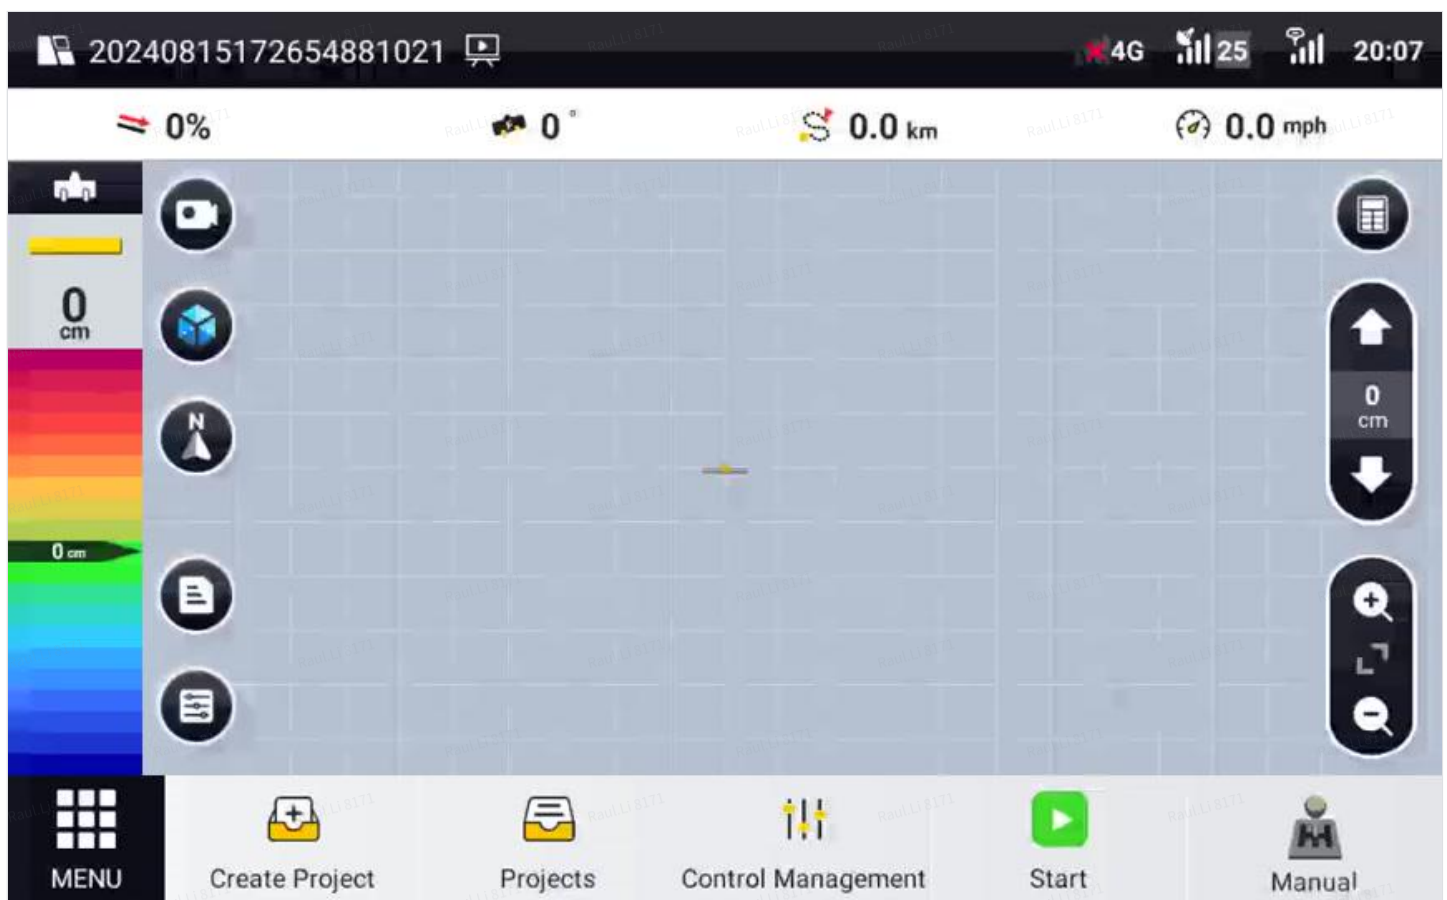 20240815172654881021
4G 25 20:07
0% 0° 0.0 km 0.0 mph
0
cm
N
0
cm
0 cm
MENU Create Project Projects Control Management Start Manual